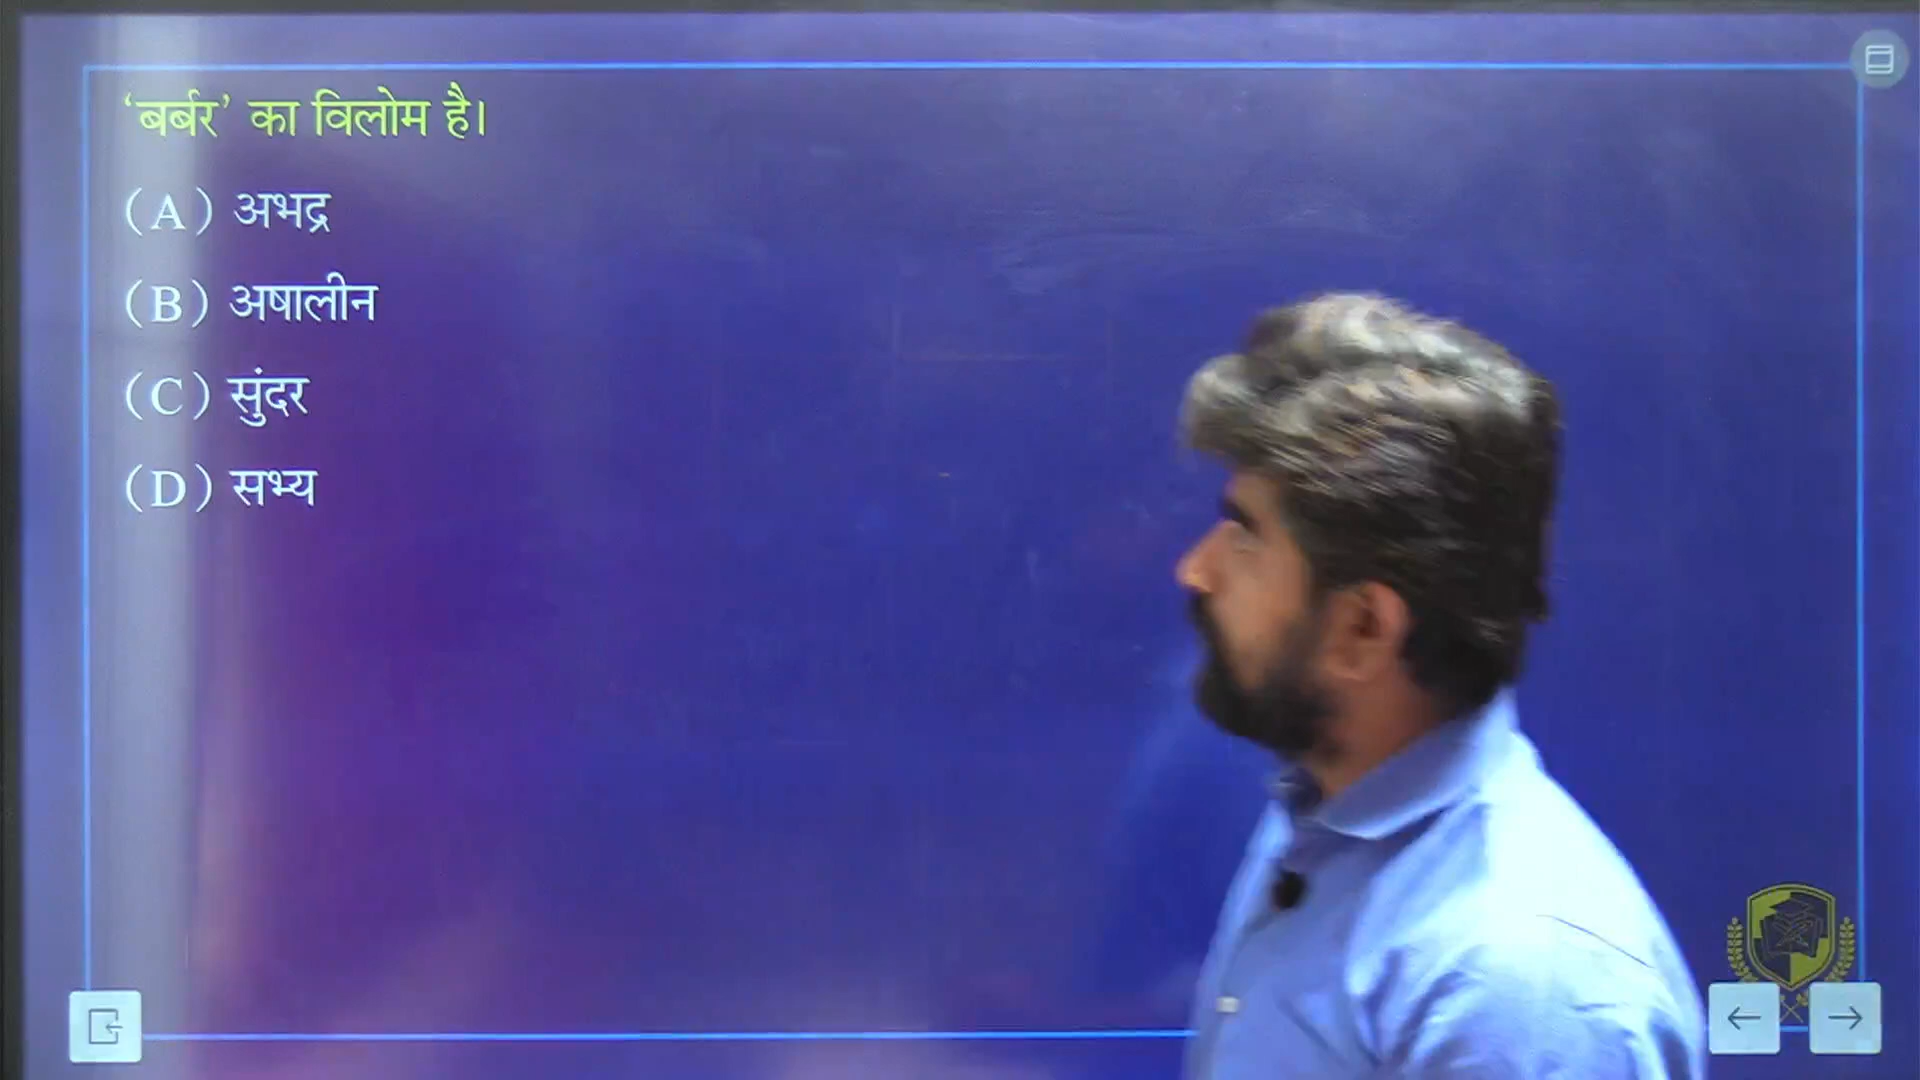 ‘बर्बर’ का विलोम है।
(A) अभद्र
(B) अषालीन
(C) सुंदर
(D) सभ्य